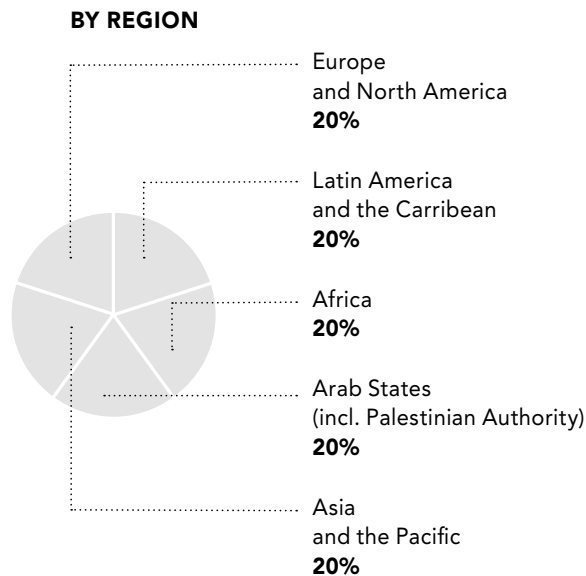 BY REGION
Europe
and North America
20%
Latin America
and the Carribean
20%
Africa
20%
Arab States
(incl. Palestinian Authority)
20%
Asia
and the Pacific
20%